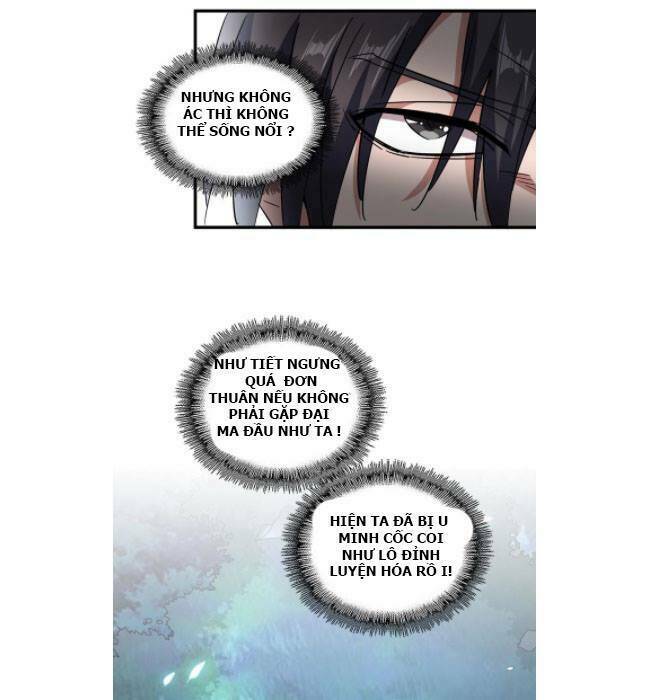 NHƯNG KHÔNG
ÁC THÌ KHÔNG
THỂ SỐNG NỔI ?
NHƯ TIẾT NGƯNG
QUÁ ĐƠN
THUÂN NẾU KHÔNG
PHẢI GẶP ĐẠI
MA ĐẦU NHƯ TA !
HIỆN TA ĐÃ BỊ U
MINH CỐC COI
NHƯ LÔ ĐỈNH
LUYỆN HÓA RỒ I!